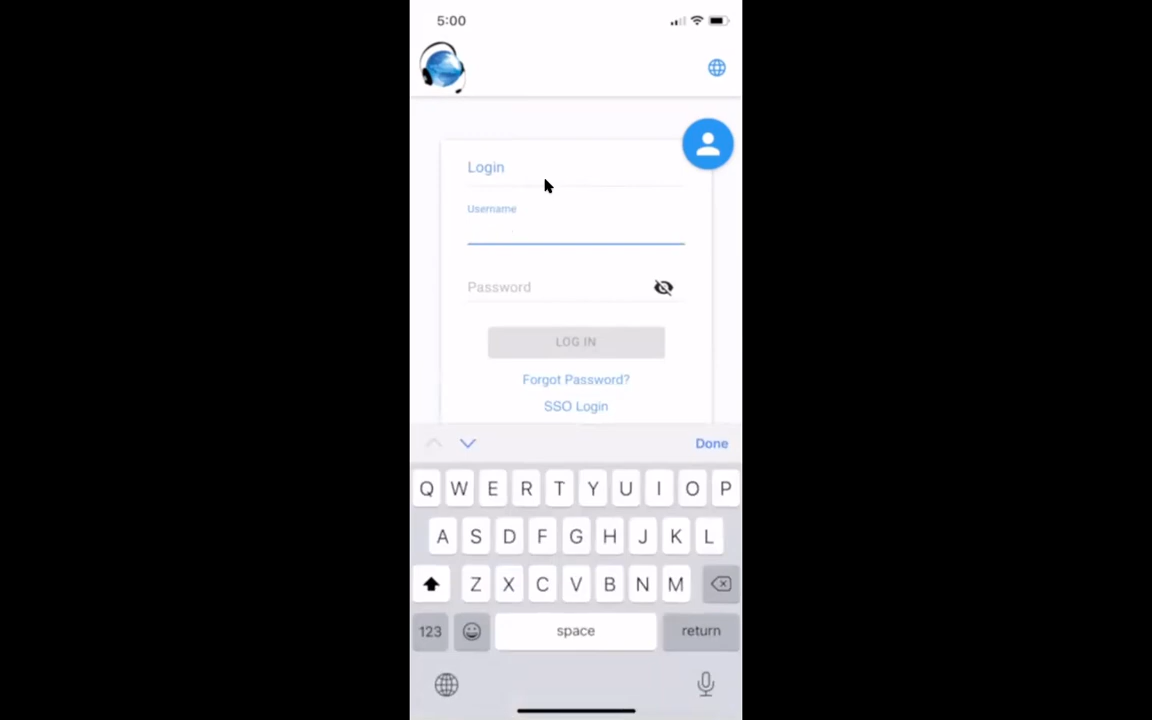 5:00
Login
Username
Password
LOG IN
Forgot Password?
SSO Login
Done
Q W E R T Y U I O P
A S D F G H J K L
Z X C V B N M
123 space return